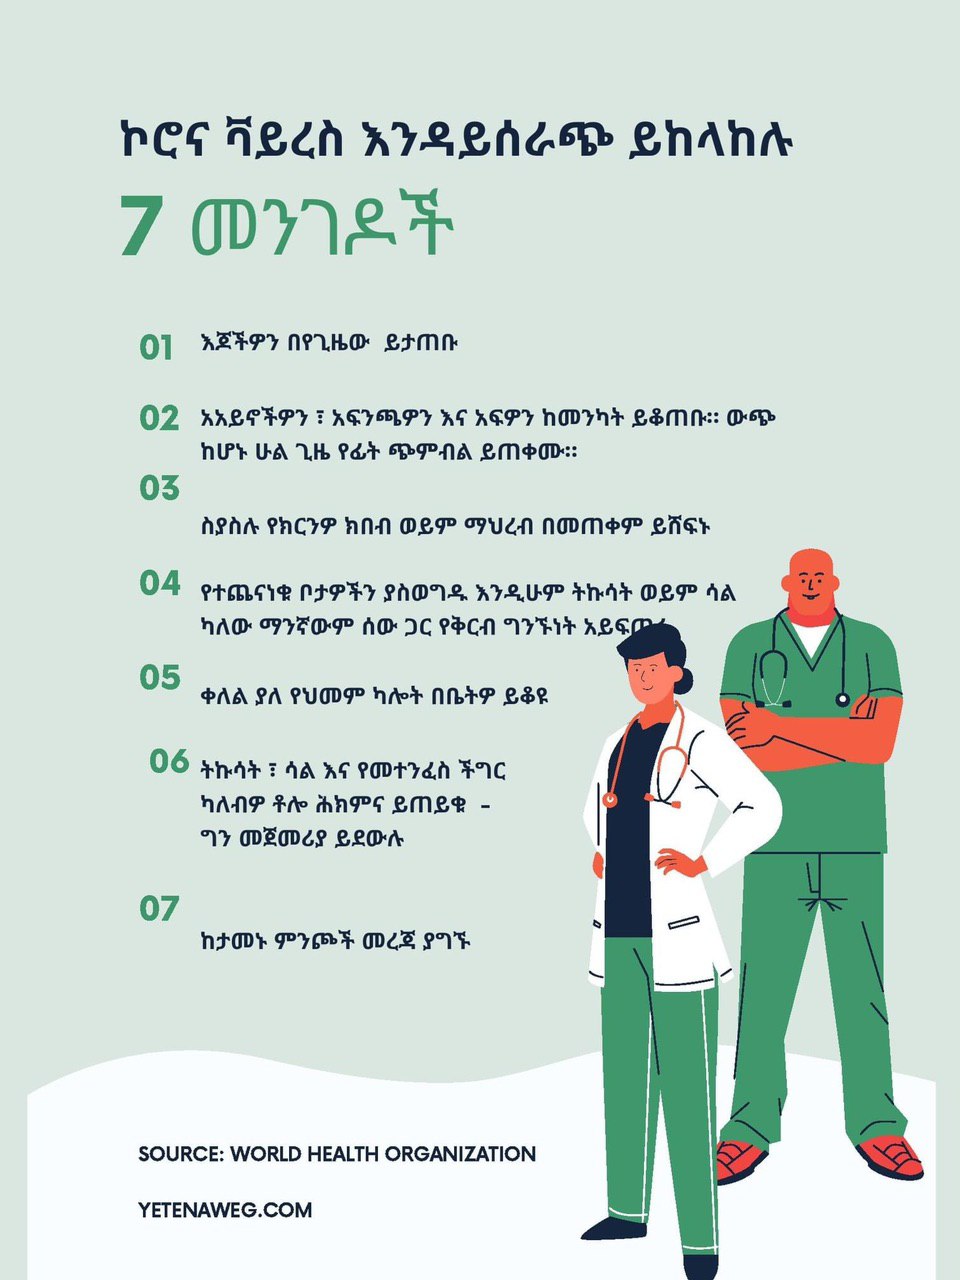 ኮሮና ቫይረስ እንዳይሰራጭ ይከላከሉ
7 መንገዶች
01 እጆችዎን በየጊዜው ይታጠቡ
02 አአይኖችዎን ፣ አፍንጫዎን እና አፍዎን ከመንካት ይቆጠቡ። ውጭ
ከሆኑ ሁል ጊዜ የፊት ጭምብል ይጠቀሙ።
03
ስያስሉ የክርንዎ ክበብ ወይም ማህረብ በመጠቀም ይሸፍኑ
04 የተጨናነቁ ቦታዎችን ያስወግዱ እንዲሁም ትኩሳት ወይም ሳል
ካለው ማንኛውም ሰው ጋር የቅርብ ግንኙነት
05
ቀለል ያለ የህመም ካሎት በቤትዎ ይቆዩ
06 ትኩሳት ፣ ሳል እና የመተንፈስ ችግር
ካለብዎ ቶሎ ሕክምና ይጠይቁ –
ግን መጀመሪያ ይደውሉ
07
ከታመኑ ምንጮች መረጃ ያግኙ
SOURCE: WORLD HEALTH ORGANIZATION
YETENAWEG.COM